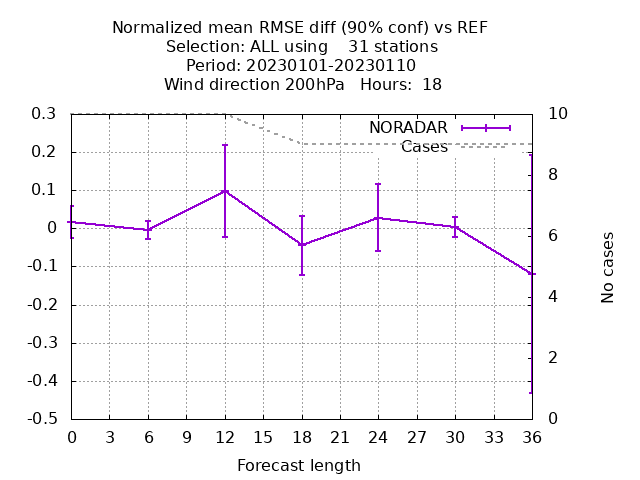 Normalized mean RMSE diff (90% conf) vs REF
Selection: ALL using    31 stations
Period: 20230101-20230110
Wind direction 200hPa   Hours:  18
0.3
0.2
0.1
0
-0.1
-0.2
-0.3
-0.4
-0.5
NORADAR
Cases
10
8
6
4
2
0
No cases
0 3 6 9 12 15 18 21 24 27 30 33 36
Forecast length